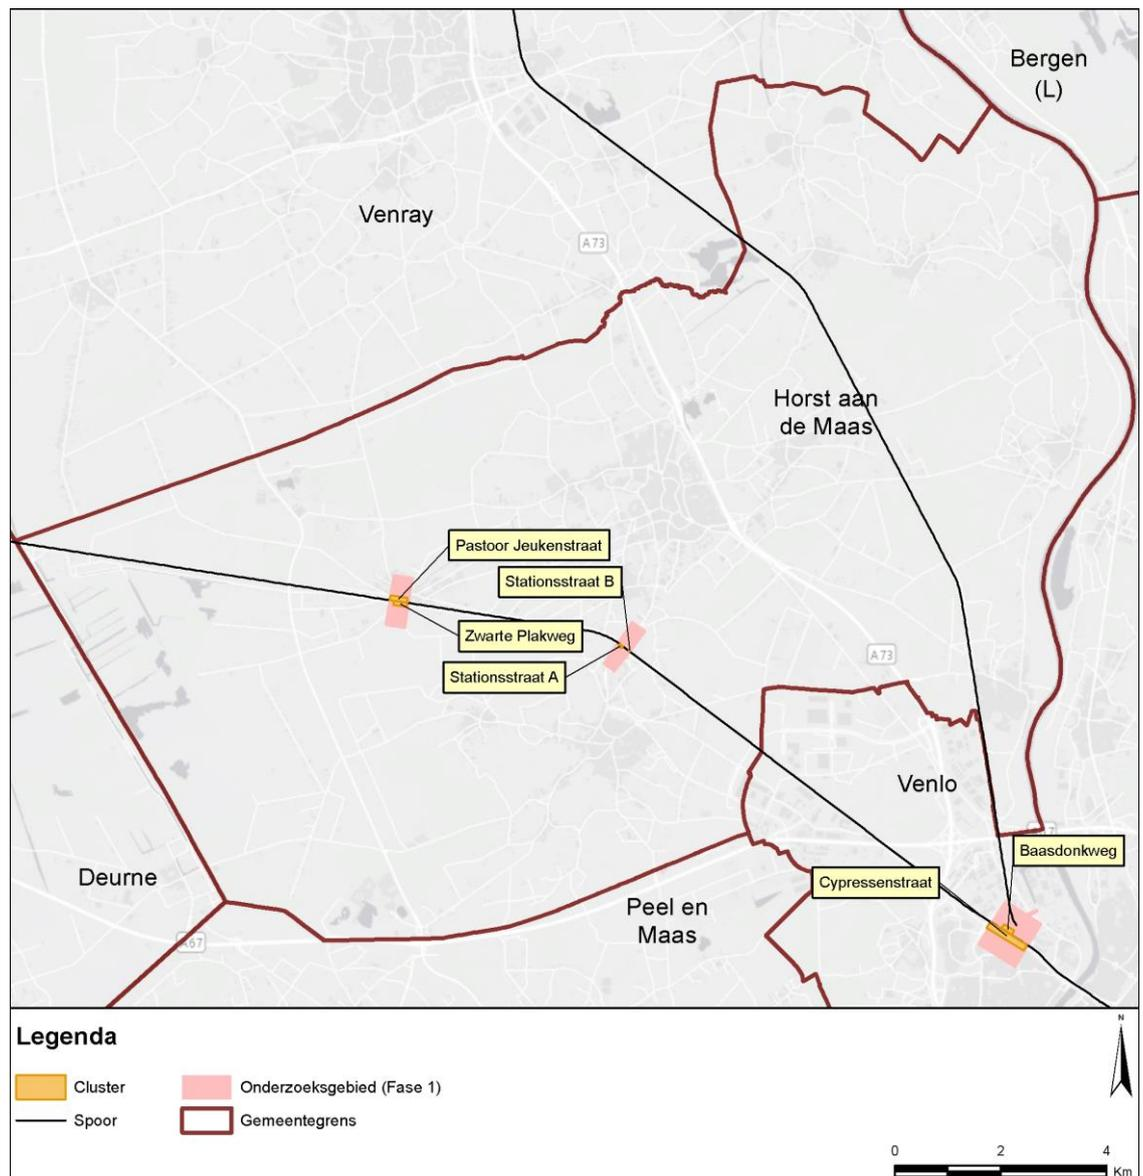 Bergen
(L)
Venray
A73
Horst aan
de Maas
Pastoor Jeukenstraat
Stationsstraat B
Zwarte Plakweg
Stationsstraat A
A73
Venlo
Baasdonkweg
Cypressenstraat
Deurne
Peel en
Maas
A67
Legenda
N
Cluster
Onderzoeksgebied (Fase 1)
Spoor
Gemeentegrens
0 2 4
Km